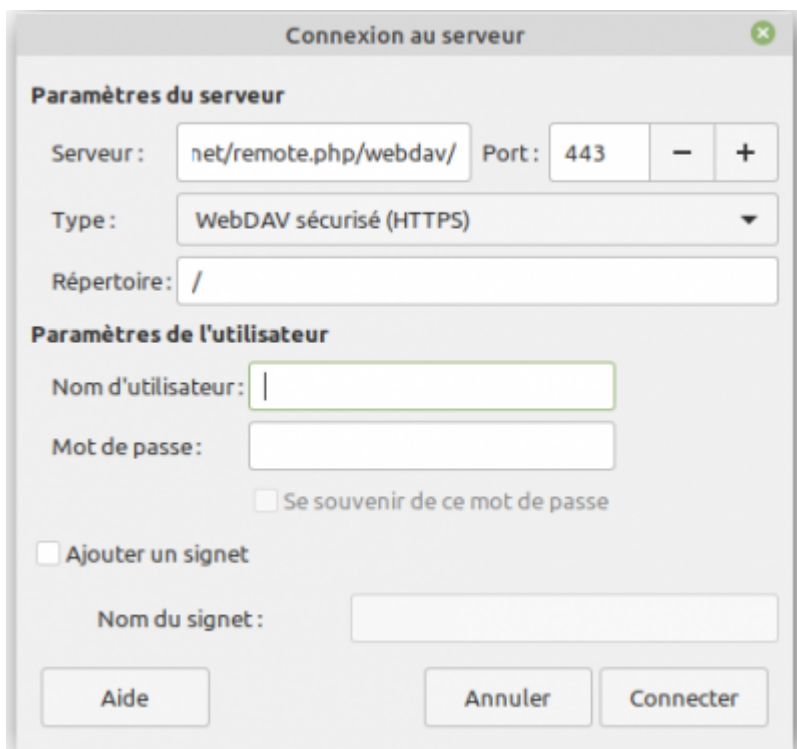 Connexion au serveur
Paramètres du serveur
Serveur : net/remote.php/webdav/ Port : 443 − +
Type : WebDAV sécurisé (HTTPS)
Répertoire : /
Paramètres de l'utilisateur
Nom d'utilisateur :
Mot de passe :
Se souvenir de ce mot de passe
Ajouter un signet
Nom du signet :
Aide Annuler Connecter